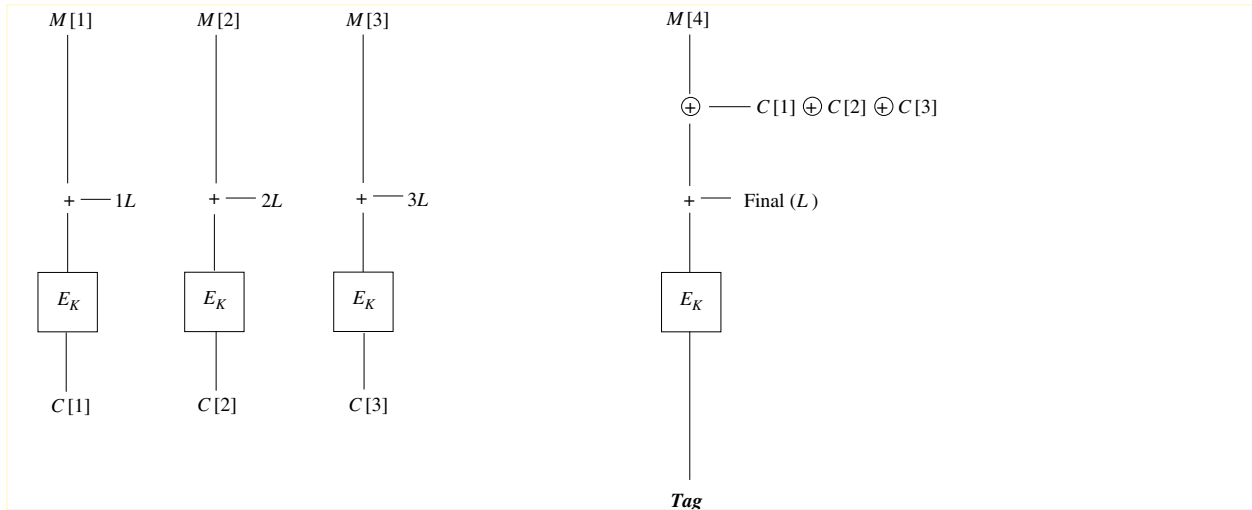 M[1] M[2] M[3] M[4]
+ C[1] + C[2] + C[3]
+ 1L + 2L + 3L + Final (L)
E_K E_K E_K E_K
C[1] C[2] C[3]
Tag